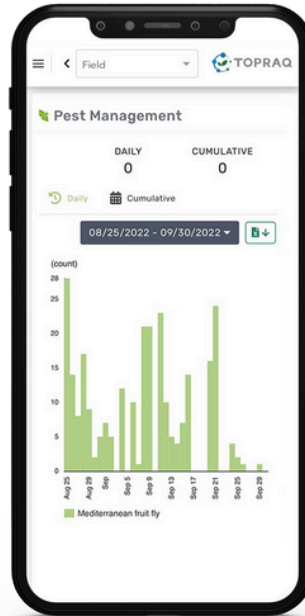 Field
TOPRAQ
Pest Management
DAILY
CUMULATIVE
0
0
Daily
Cumulative
08/25/2022 - 09/30/2022
(count)
28
25
20
15
10
5
0
Aug 25
Aug 29
Sep
Sep 5
Sep 9
Sep 13
Sep 17
Sep 21
Sep 25
Sep 29
Mediterranean fruit fly